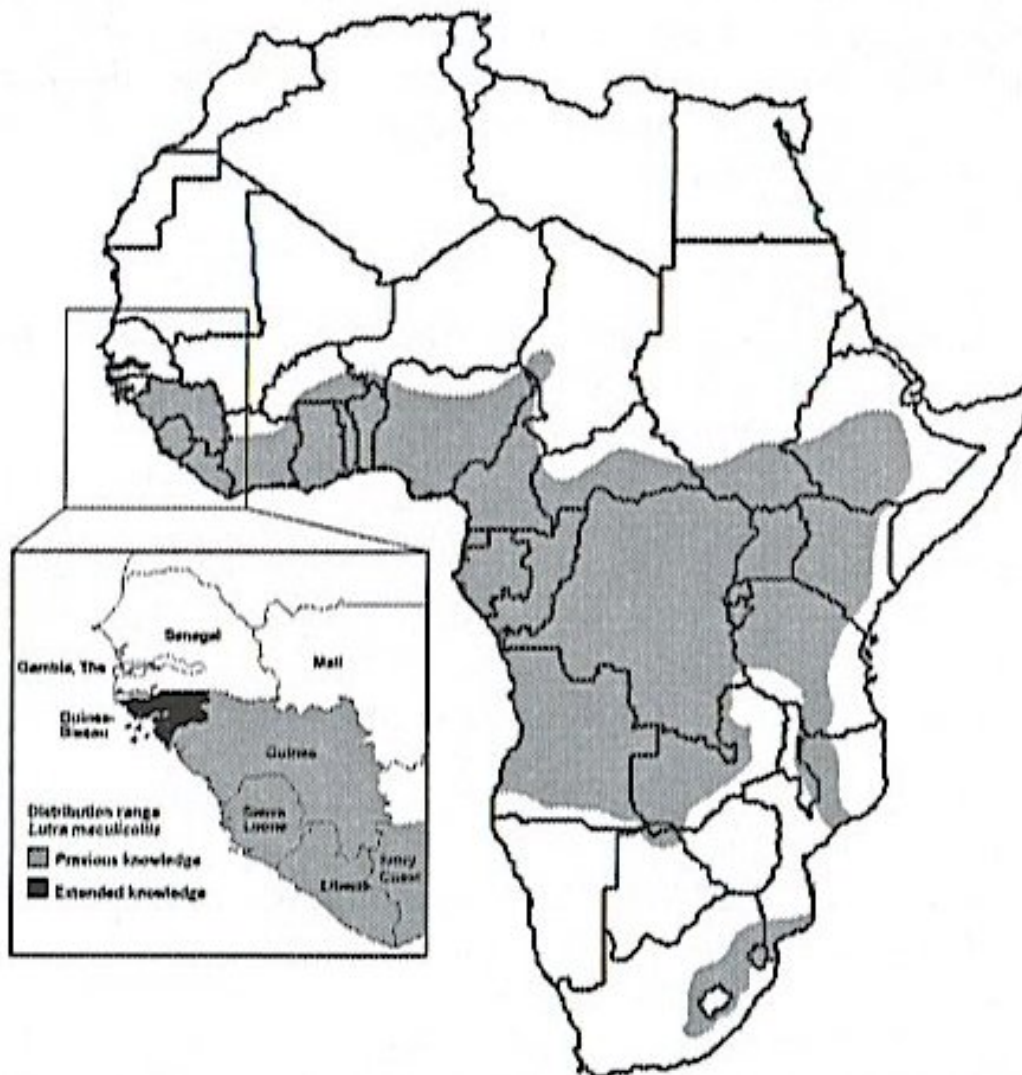 Senegal
Mali
Gambia, The
Guinea-
Bissau
Guinea
Sierra
Leone
Liberia
Ivory
Coast
Distribution range
Lutra maculicollis
Previous knowledge
Extended knowledge